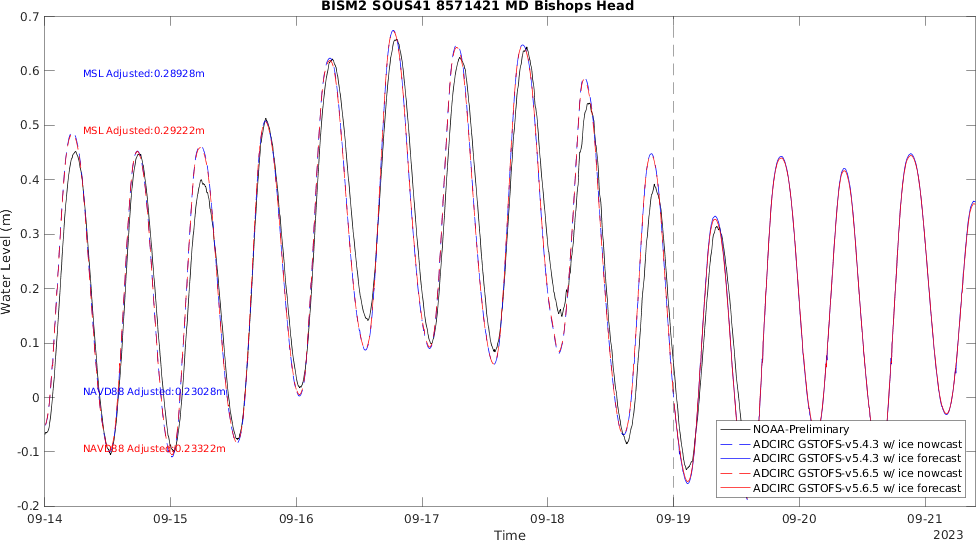 BISM2 SOUS41 8571421 MD Bishops Head
0.7
0.6
0.5
0.4
0.3
0.2
0.1
0
-0.1
-0.2
Water Level (m)
MSL Adjusted:0.28928m
MSL Adjusted:0.29222m
NAVD88 Adjusted:0.23028m
NAVD88 Adjusted:0.23322m
NOAA-Preliminary
ADCIRC GSTOFS-v5.4.3 w/ ice nowcast
ADCIRC GSTOFS-v5.4.3 w/ ice forecast
ADCIRC GSTOFS-v5.6.5 w/ ice nowcast
ADCIRC GSTOFS-v5.6.5 w/ ice forecast
09-14 09-15 09-16 09-17 09-18 09-19 09-20 09-21
Time
2023